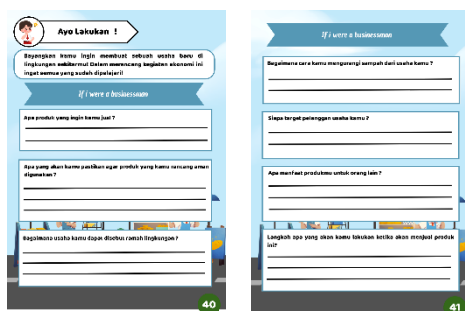 Ayo Lakukan !
Bayangkan kamu ingin membuat sebuah usaha baru di
lingkungan sekitarmu! Dalam merancang kegiatan ekonomi ini
ingat semua yang sudah dipelajari!
If i were a businessman
Apa produk yang ingin kamu jual ?
Apa yang akan kamu pastikan agar produk yang kamu rancang aman
digunakan ?
Bagaimana usaha kamu dapat disebut ramah lingkungan ?
40
If i were a businessman
Bagaimana cara kamu mengurangi sampah dari usaha kamu ?
Siapa target pelanggan usaha kamu ?
Apa manfaat produkmu untuk orang lain ?
Langkah apa yang akan kamu lakukan ketika akan menjual produk
ini?
41